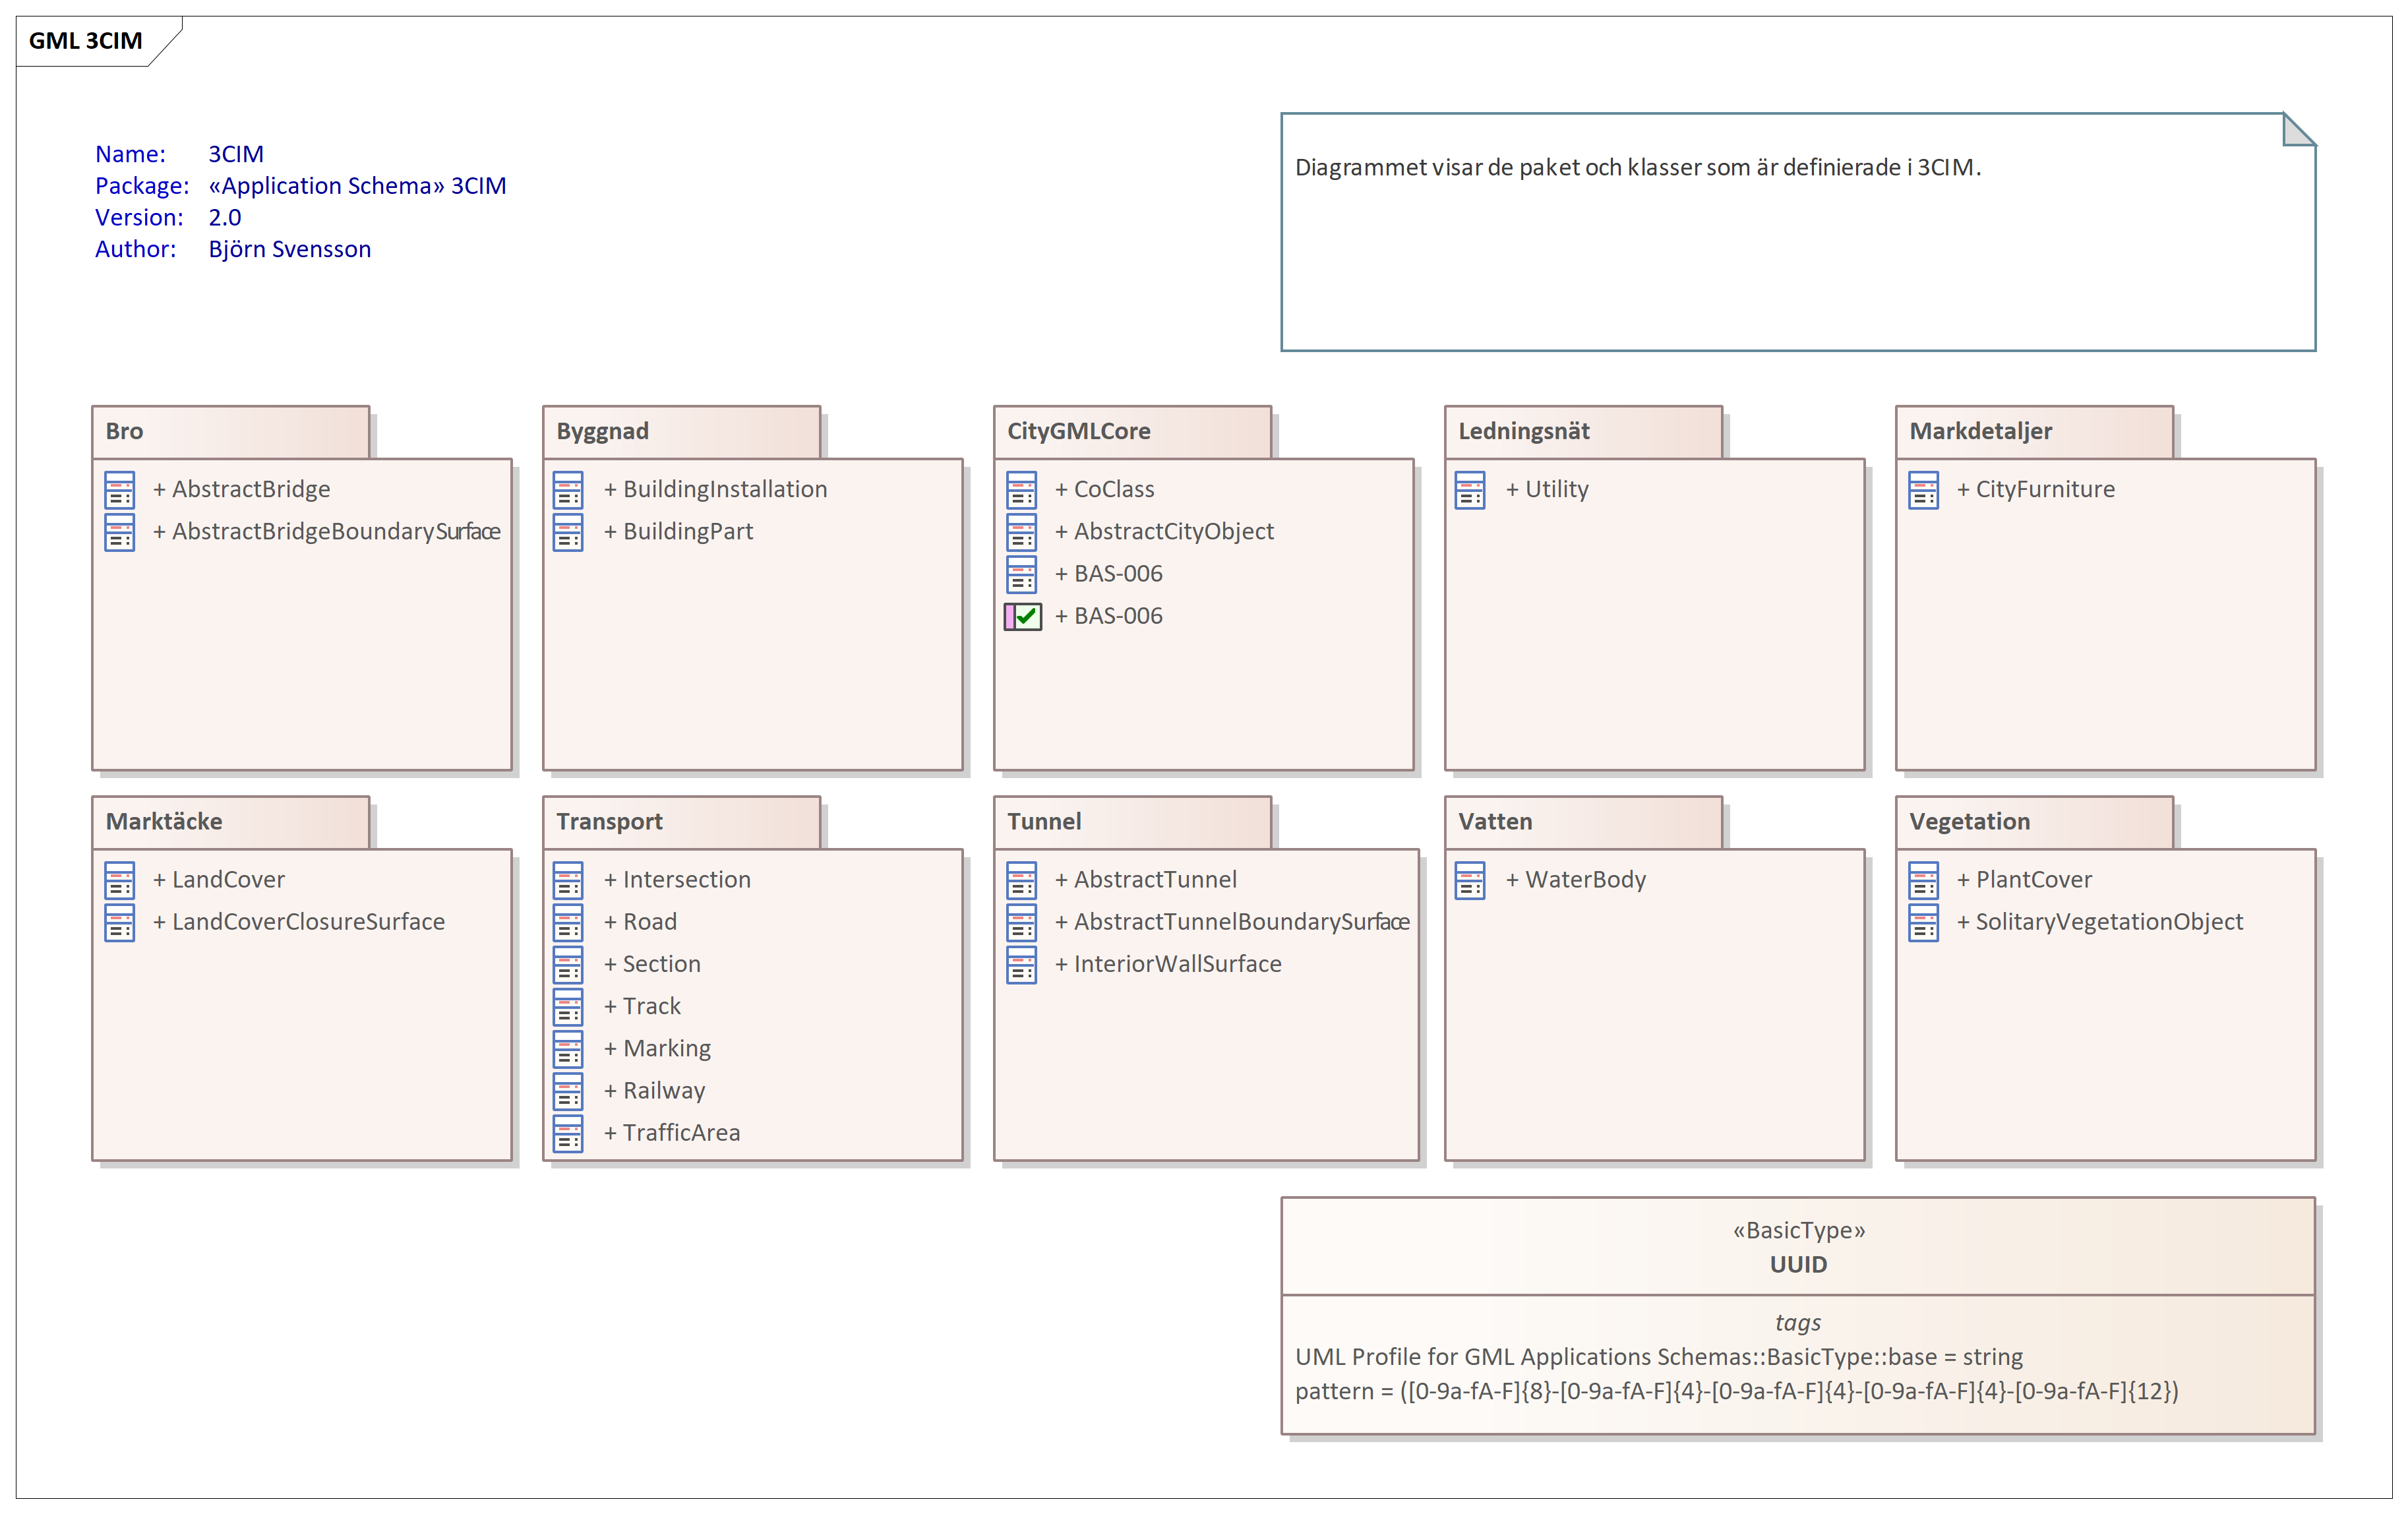 GML 3CIM
Name: 3CIM
Package: «Application Schema» 3CIM
Version: 2.0
Author: Björn Svensson
Diagrammet visar de paket och klasser som är definierade i 3CIM.
Bro
+ AbstractBridge
+ AbstractBridgeBoundarySurface
Byggnad
+ BuildingInstallation
+ BuildingPart
CityGMLCore
+ CoClass
+ AbstractCityObject
+ BAS-006
+ BAS-006
Ledningsnät
+ Utility
Markdetaljer
+ CityFurniture
Marktäcke
+ LandCover
+ LandCoverClosureSurface
Transport
+ Intersection
+ Road
+ Section
+ Track
+ Marking
+ Railway
+ TrafficArea
Tunnel
+ AbstractTunnel
+ AbstractTunnelBoundarySurface
+ InteriorWallSurface
Vatten
+ WaterBody
Vegetation
+ PlantCover
+ SolitaryVegetationObject
«BasicType»
UUID
tags
UML Profile for GML Applications Schemas::BasicType::base = string
pattern = ([0-9a-fA-F]{8}-[0-9a-fA-F]{4}-[0-9a-fA-F]{4}-[0-9a-fA-F]{4}-[0-9a-fA-F]{12})